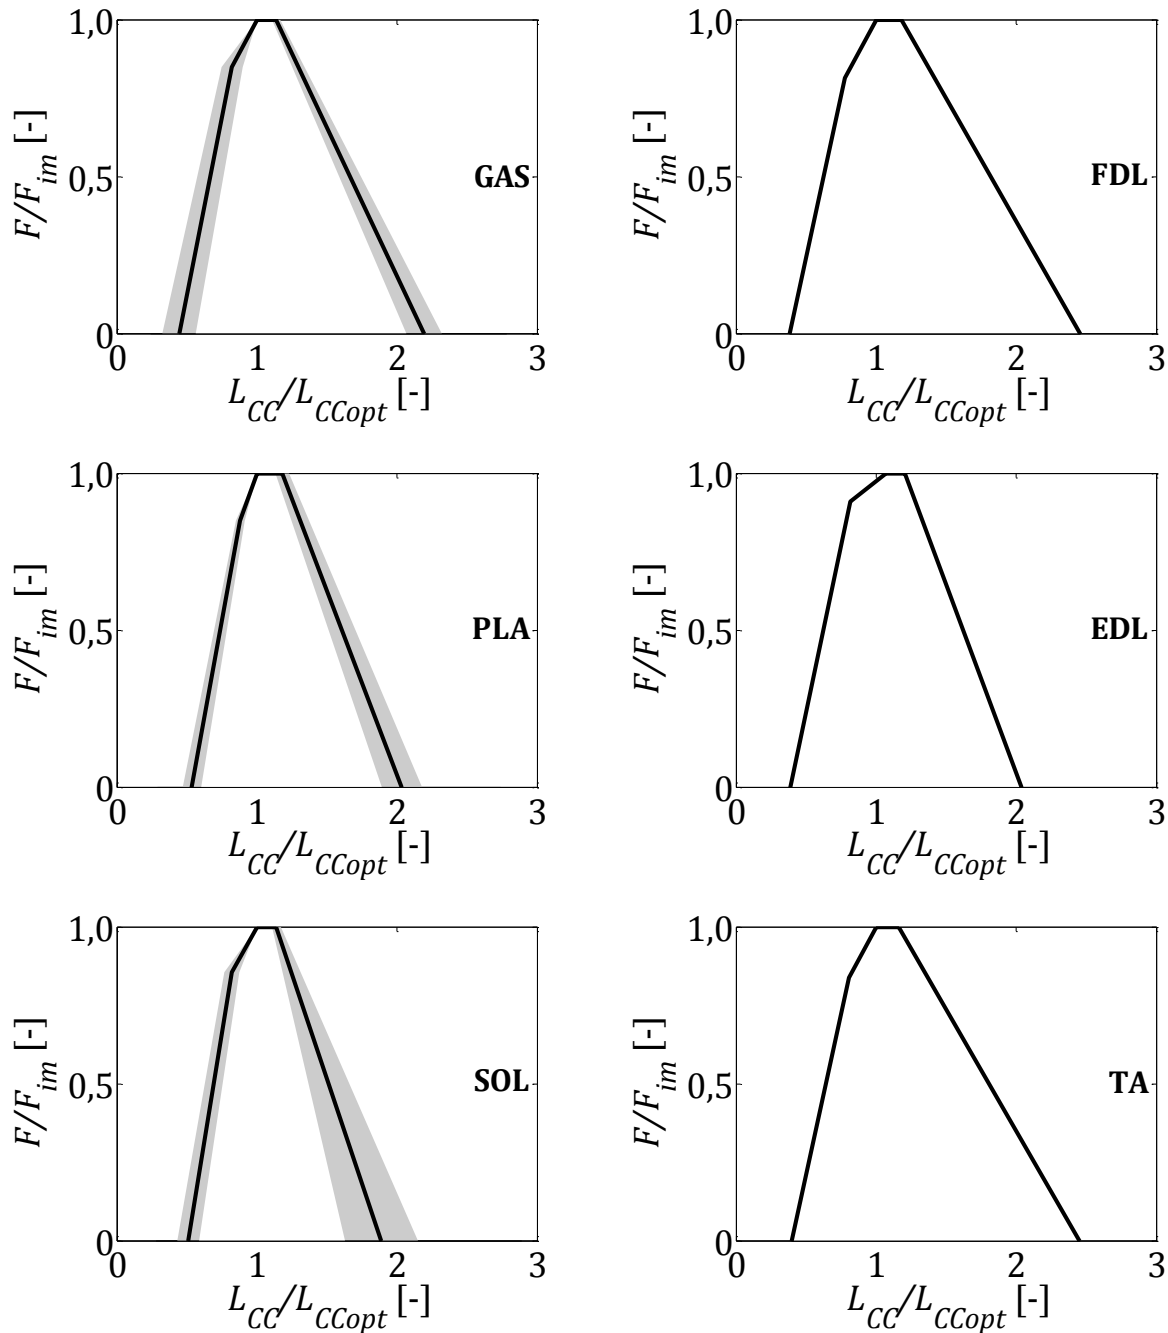 1,0
F/F_im [-]
0,5
GAS
0
0 1 2 3
L_CC/L_CCopt [-]
1,0
F/F_im [-]
0,5
FDL
0
0 1 2 3
L_CC/L_CCopt [-]
1,0
F/F_im [-]
0,5
PLA
0
0 1 2 3
L_CC/L_CCopt [-]
1,0
F/F_im [-]
0,5
EDL
0
0 1 2 3
L_CC/L_CCopt [-]
1,0
F/F_im [-]
0,5
SOL
0
0 1 2 3
L_CC/L_CCopt [-]
1,0
F/F_im [-]
0,5
TA
0
0 1 2 3
L_CC/L_CCopt [-]